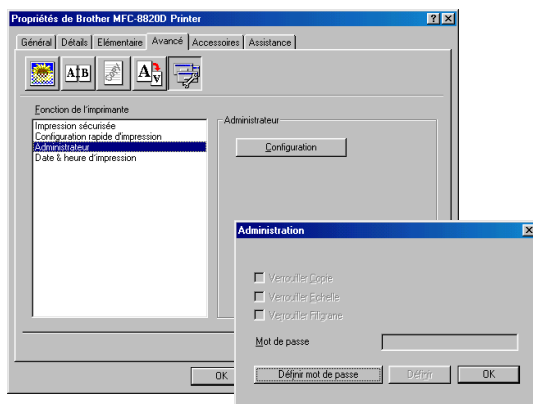 Propriétés de Brother MFC-8820D Printer
Général Détails Elémentaire Avancé Accessoires Assistance
A B
A A
Fonction de l'imprimante
Impression sécurisée
Configuration rapide d'impression
Administrateur
Date & heure d'impression
Administrateur
Configuration
OK
Administration
Verrouiller Copie
Verrouiller Echelle
Verrouiller Filigrane
Mot de passe
Définir mot de passe Définir OK